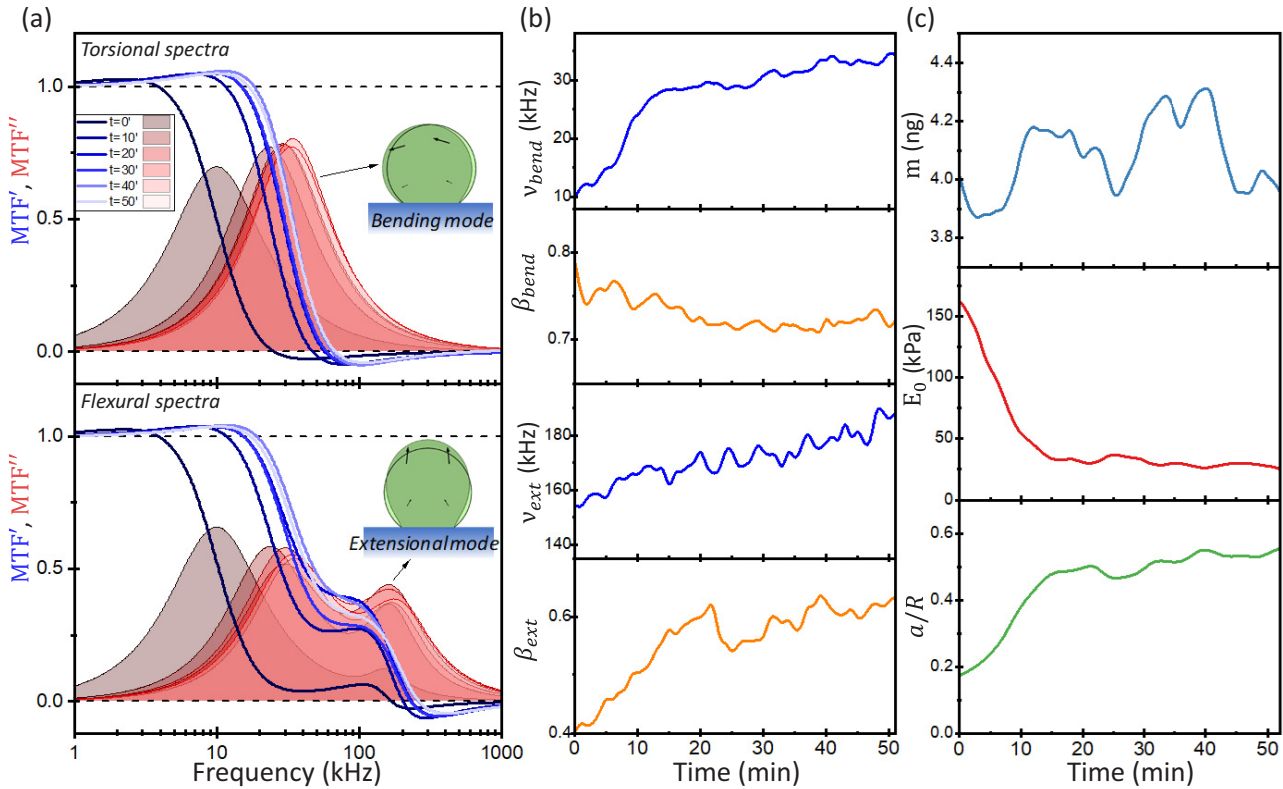 (a)
Torsional spectra
1.0
0.5
0.0
MTF′, MTF″
t=0'
t=10'
t=20'
t=30'
t=40'
t=50'
Bending mode
Flexural spectra
1.0
0.5
0.0
MTF′, MTF″
Extensional mode
1 10 100 1000
Frequency (kHz)
(b)
ν_bend (kHz)
30
20
10
β_bend
0.8
0.7
ν_ext (kHz)
180
160
140
β_ext
0.6
0.4
0 10 20 30 40 50
Time (min)
(c)
m (ng)
4.4
4.2
4.0
3.8
E₀ (kPa)
150
100
50
0
a/R
0.6
0.4
0.2
0.0
0 10 20 30 40 50
Time (min)